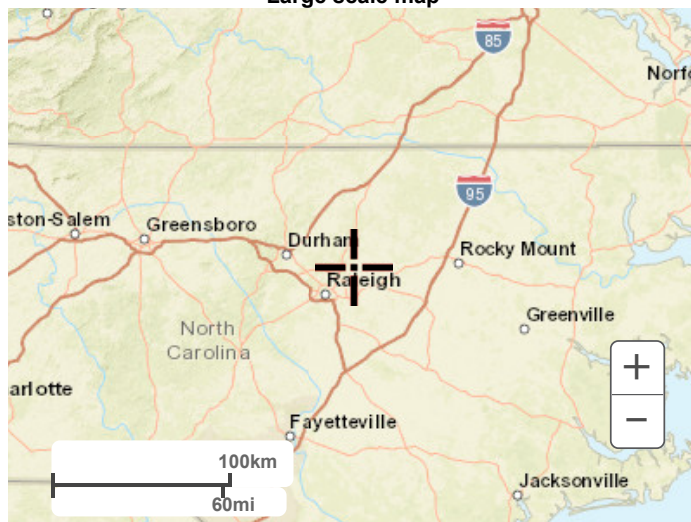 Large scale map
85
Norfo
95
ston-Salem
Greensboro
Durham
Rocky Mount
Raleigh
Greenville
North
Carolina
+
arlotte
−
Fayetteville
100km
60mi
Jacksonville